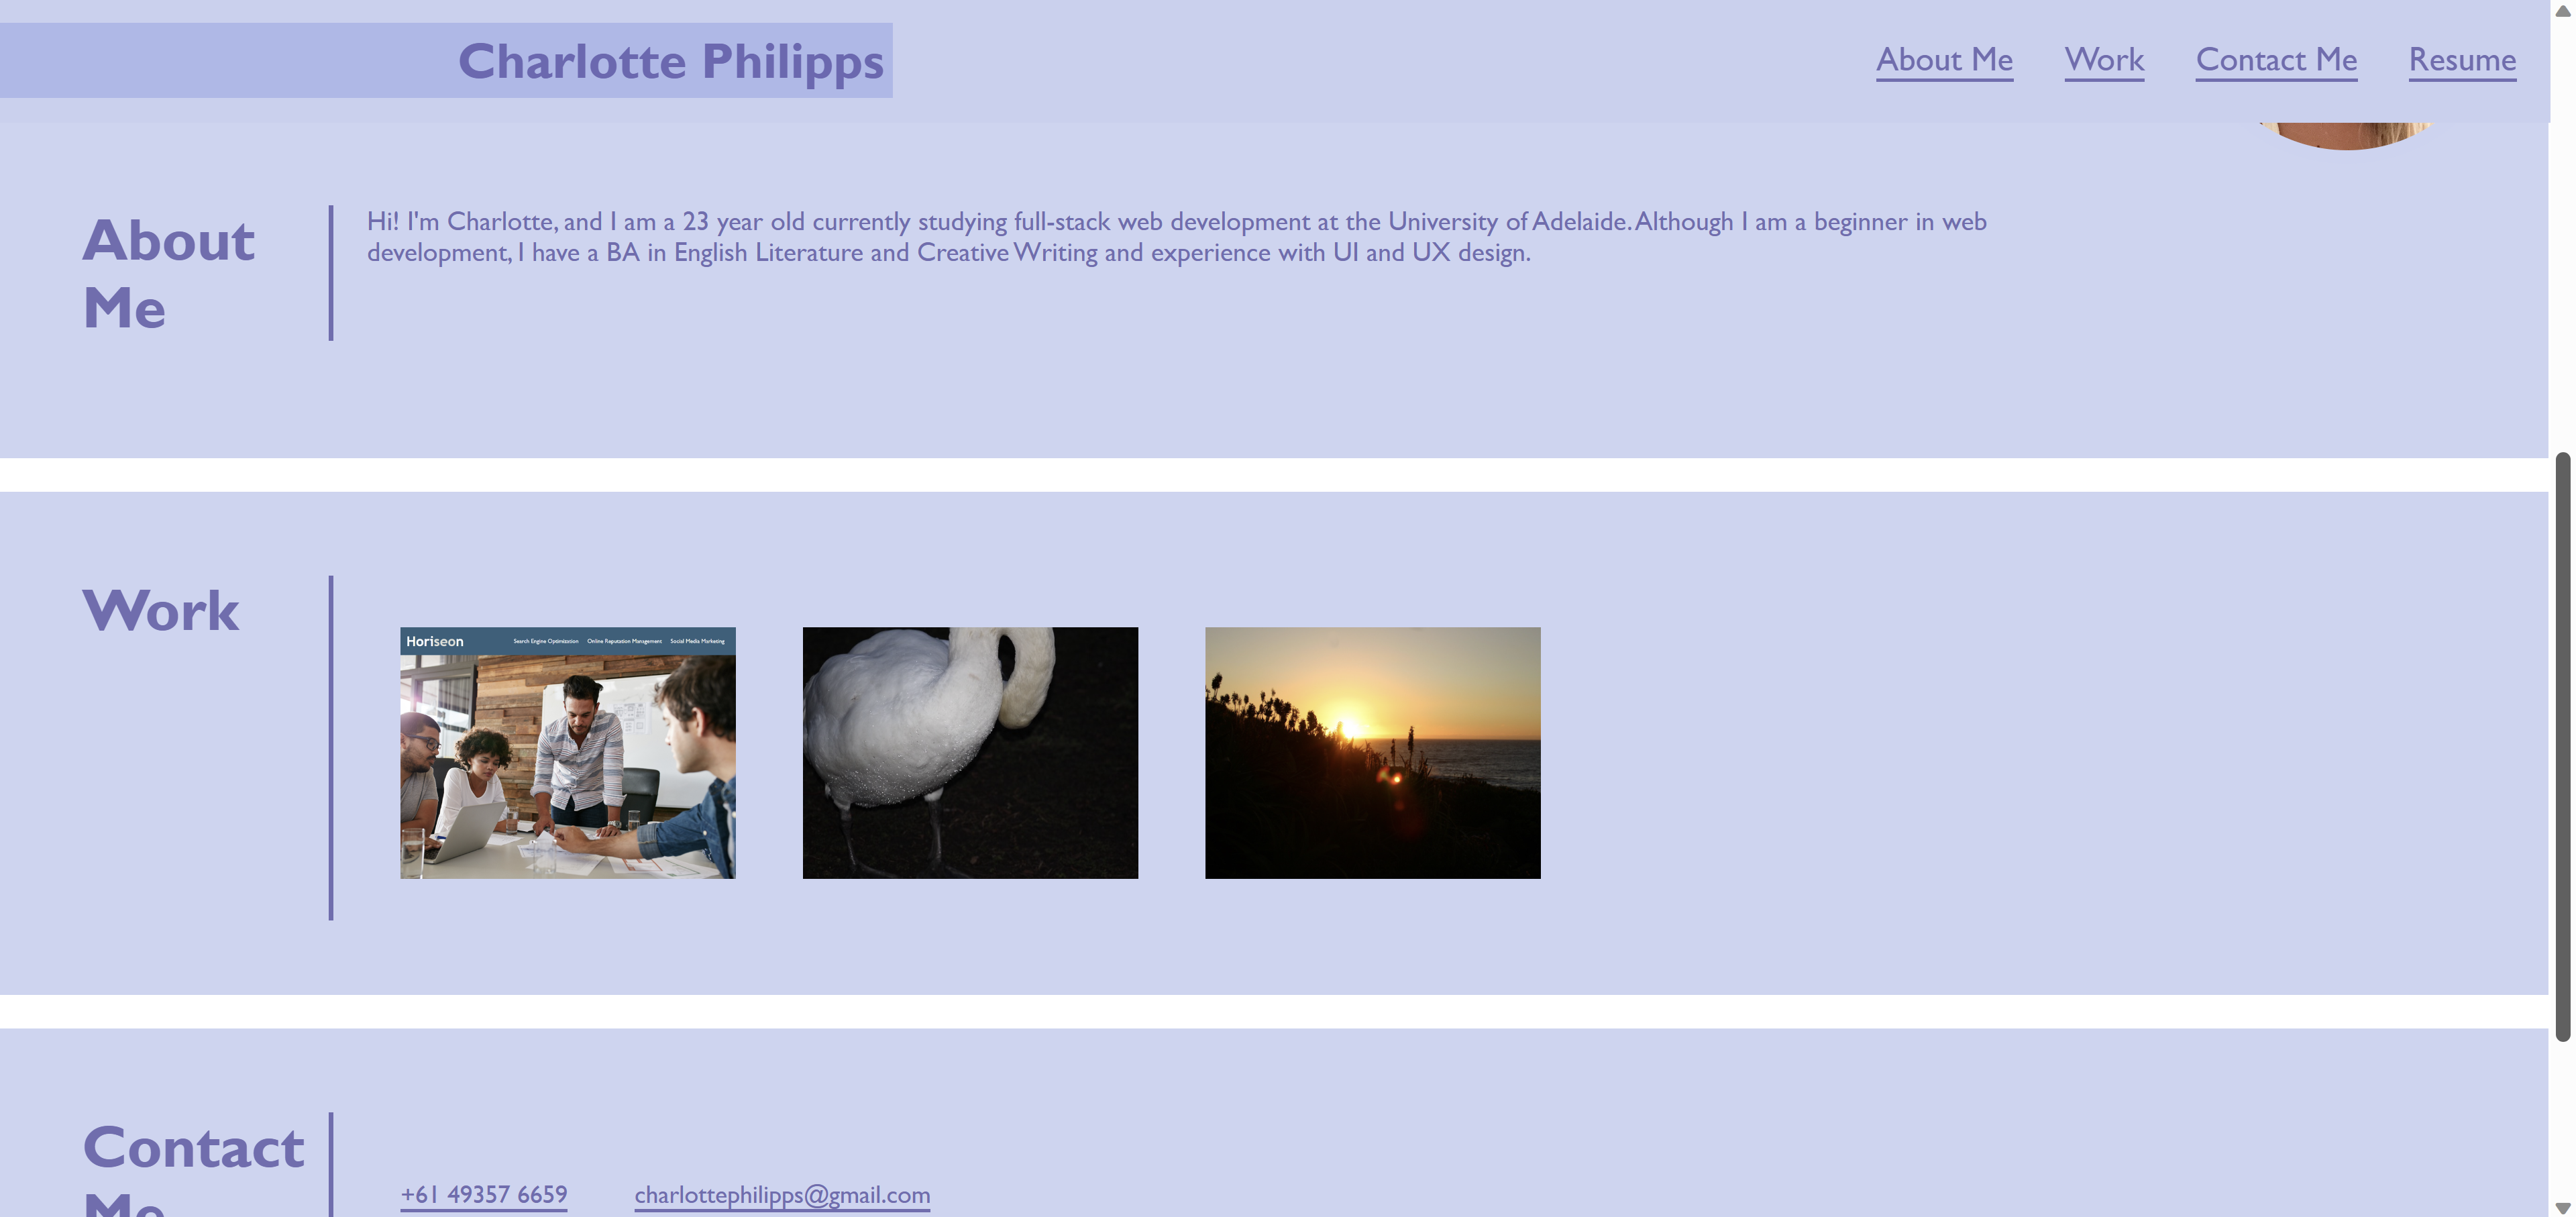 Charlotte Philipps
About Me
Work
Contact Me
Resume
About
Me
Hi! I'm Charlotte, and I am a 23 year old currently studying full-stack web development at the University of Adelaide. Although I am a beginner in web
development, I have a BA in English Literature and Creative Writing and experience with UI and UX design.
Work
Horiseon
Search Engine Optimization
Online Reputation Management
Social Media Marketing
Contact
Me
+61 49357 6659
charlottephilipps@gmail.com